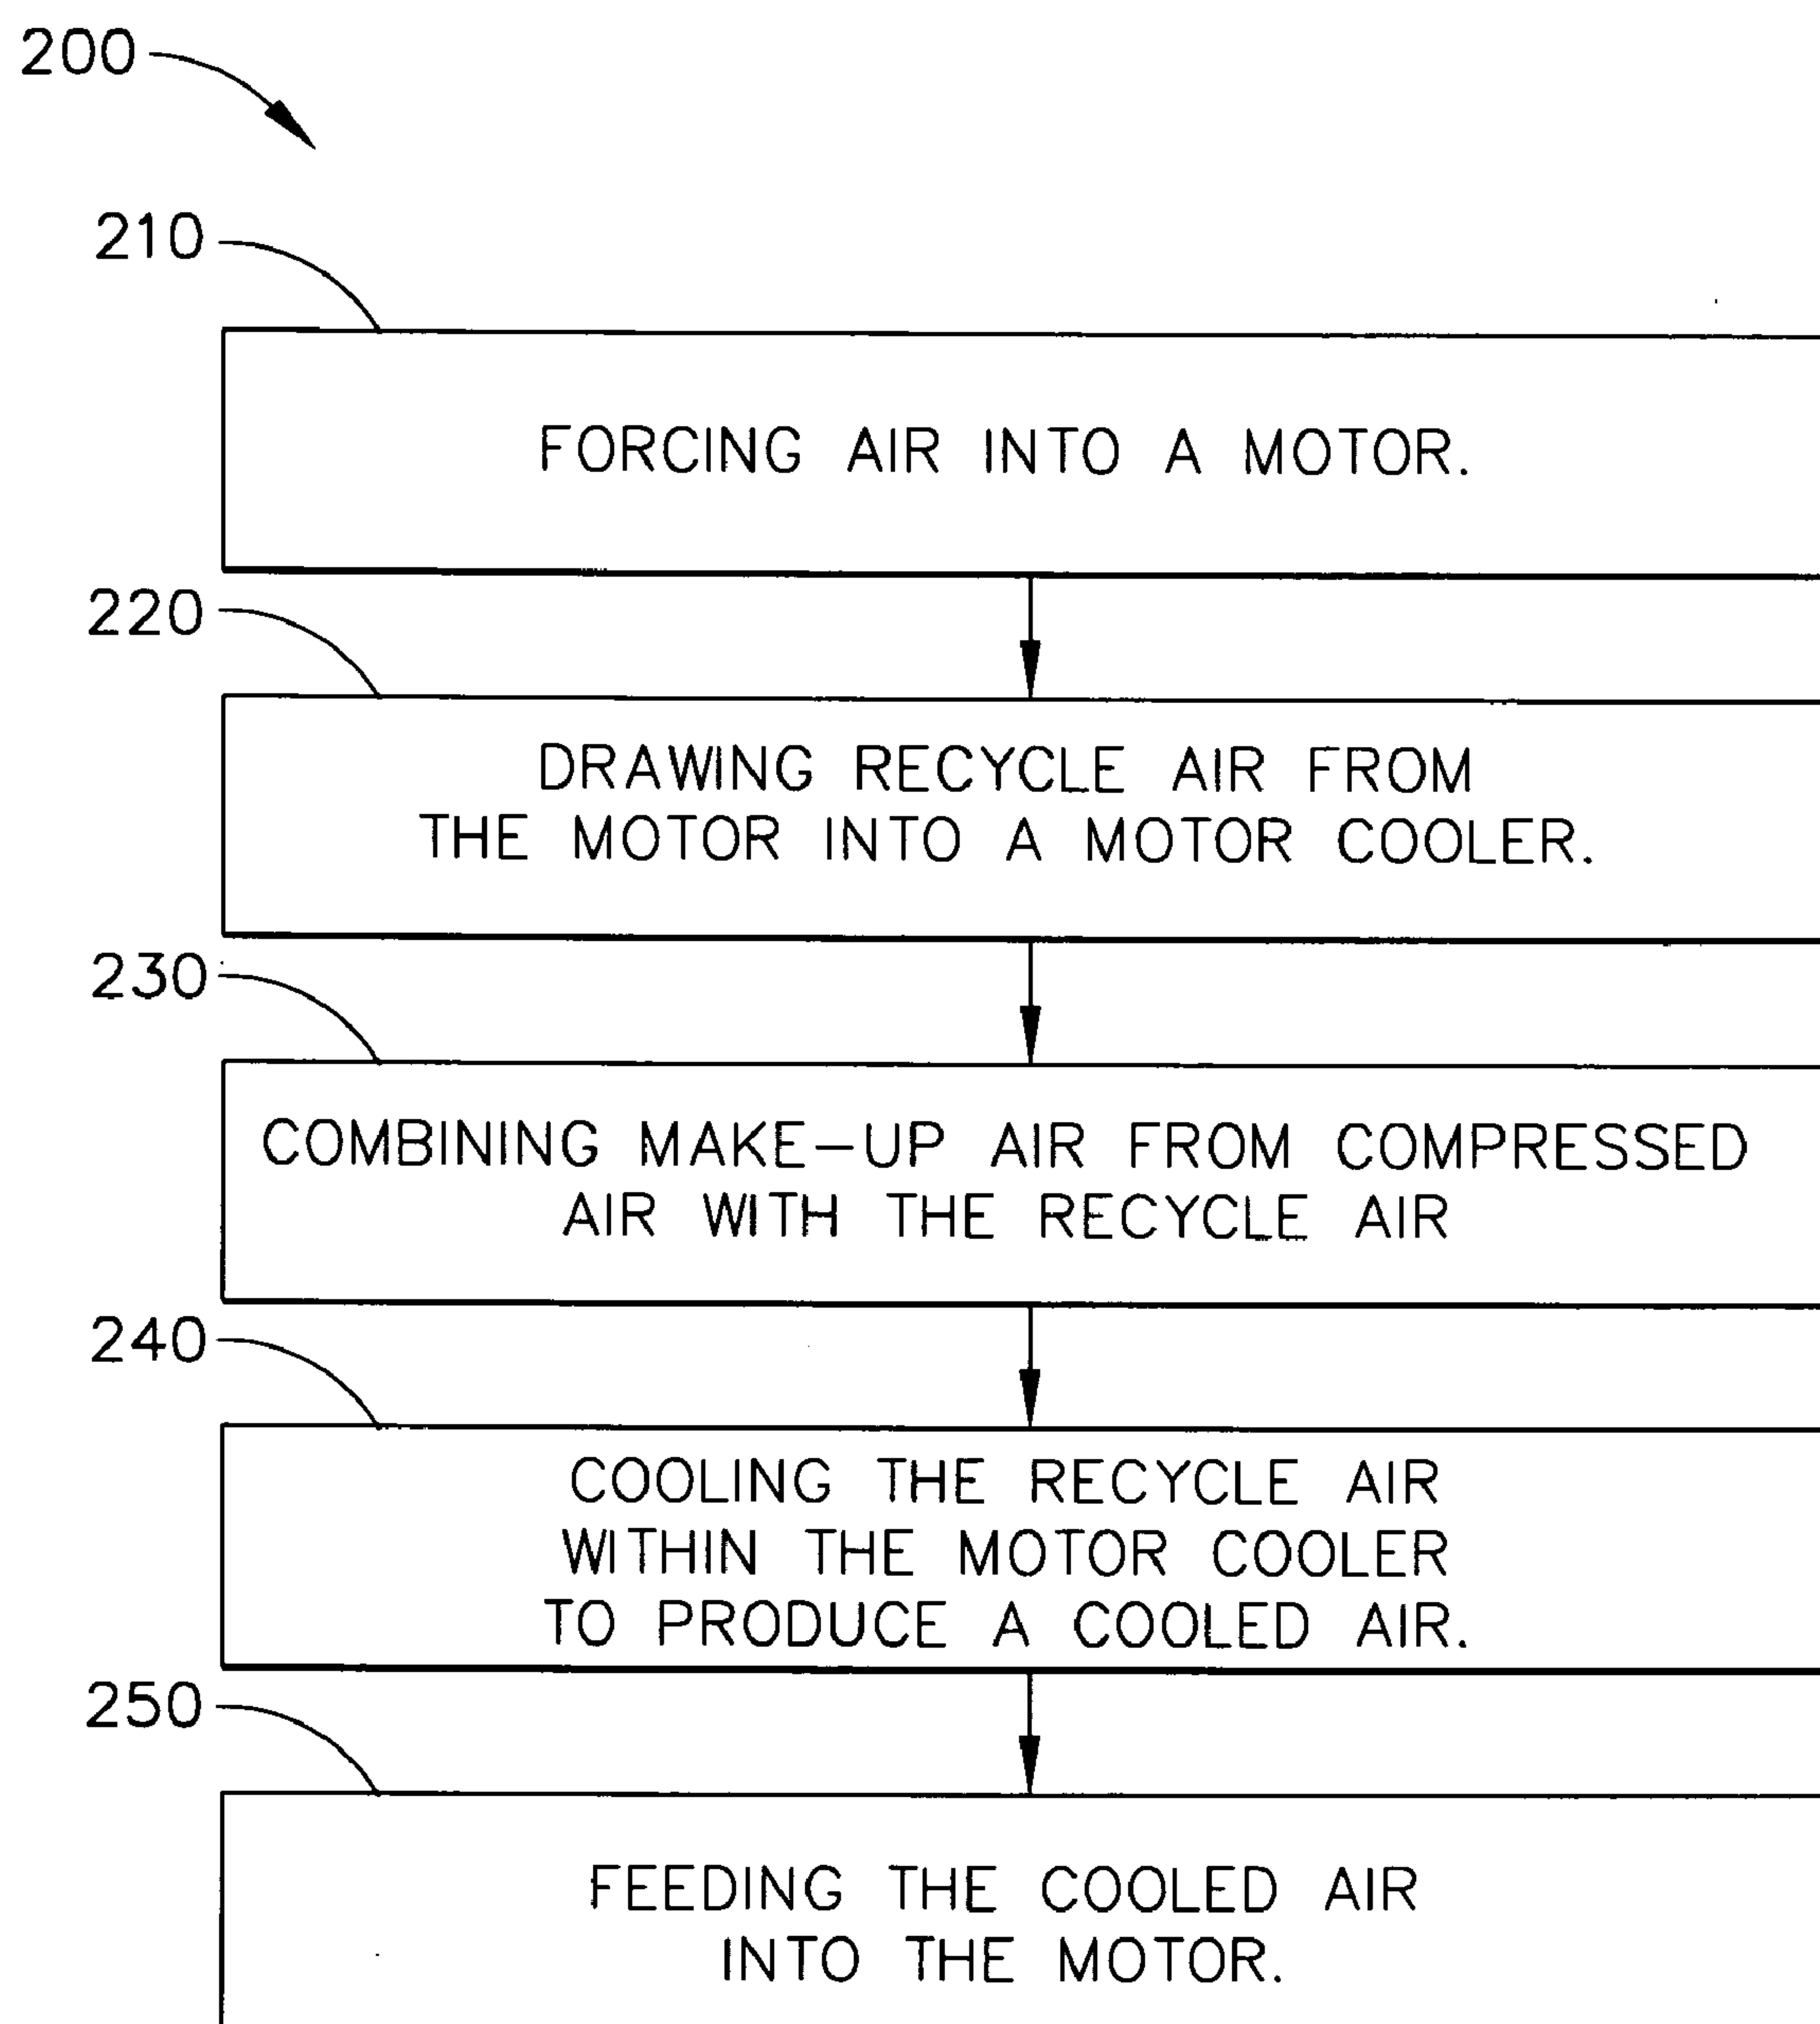 200
210
FORCING AIR INTO A MOTOR.
220
DRAWING RECYCLE AIR FROM
THE MOTOR INTO A MOTOR COOLER.
230
COMBINING MAKE-UP AIR FROM COMPRESSED
AIR WITH THE RECYCLE AIR
240
COOLING THE RECYCLE AIR
WITHIN THE MOTOR COOLER
TO PRODUCE A COOLED AIR.
250
FEEDING THE COOLED AIR
INTO THE MOTOR.